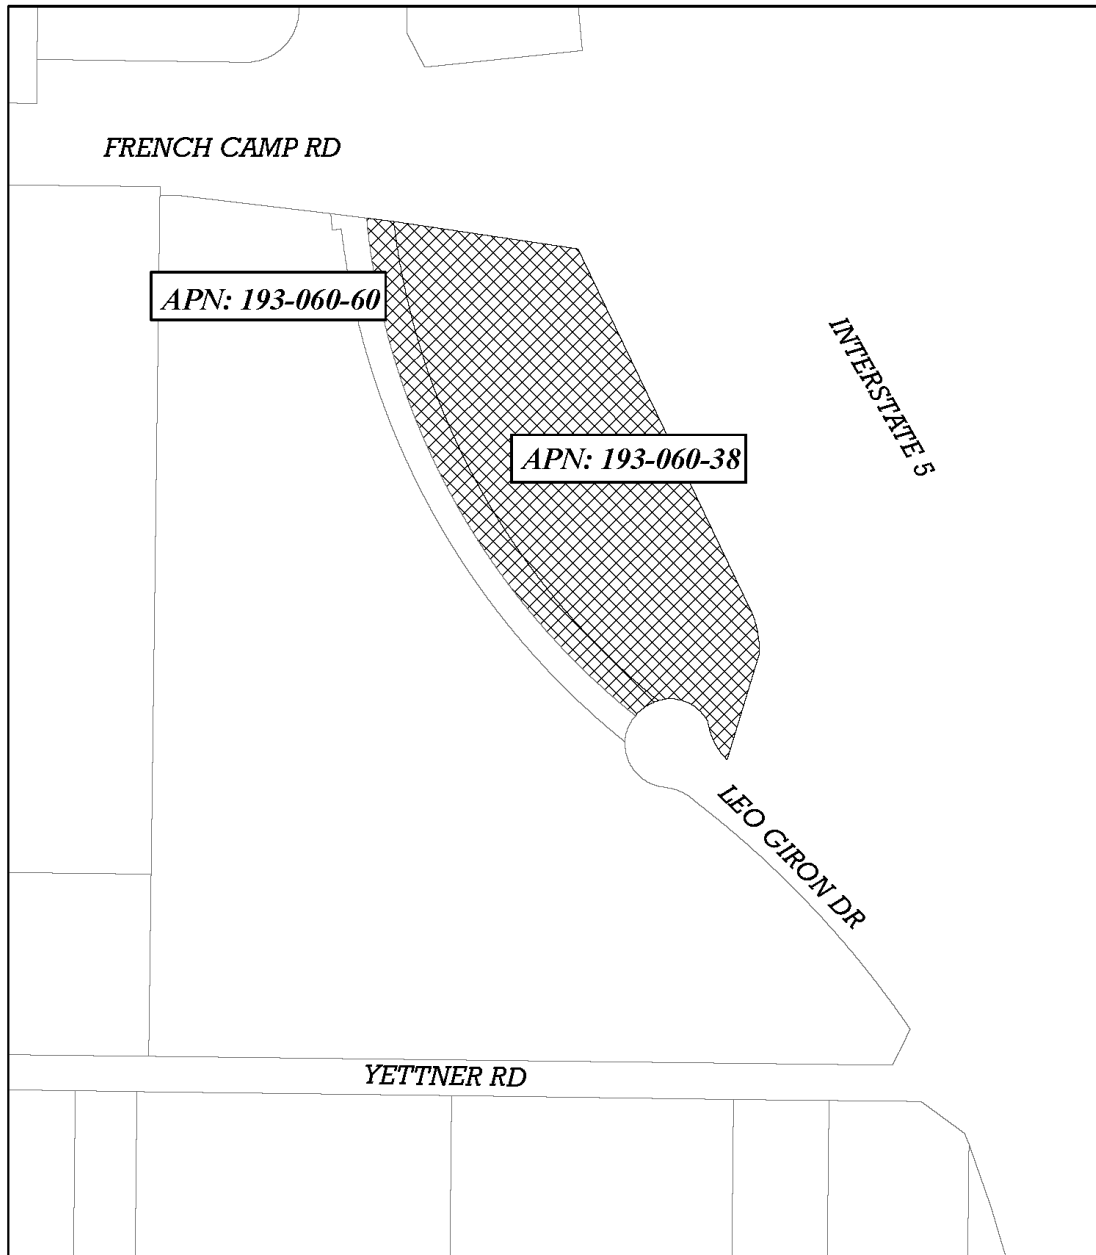 FRENCH CAMP RD
APN: 193-060-60
INTERSTATE 5
APN: 193-060-38
LEO GIRON DR
YETTNER RD